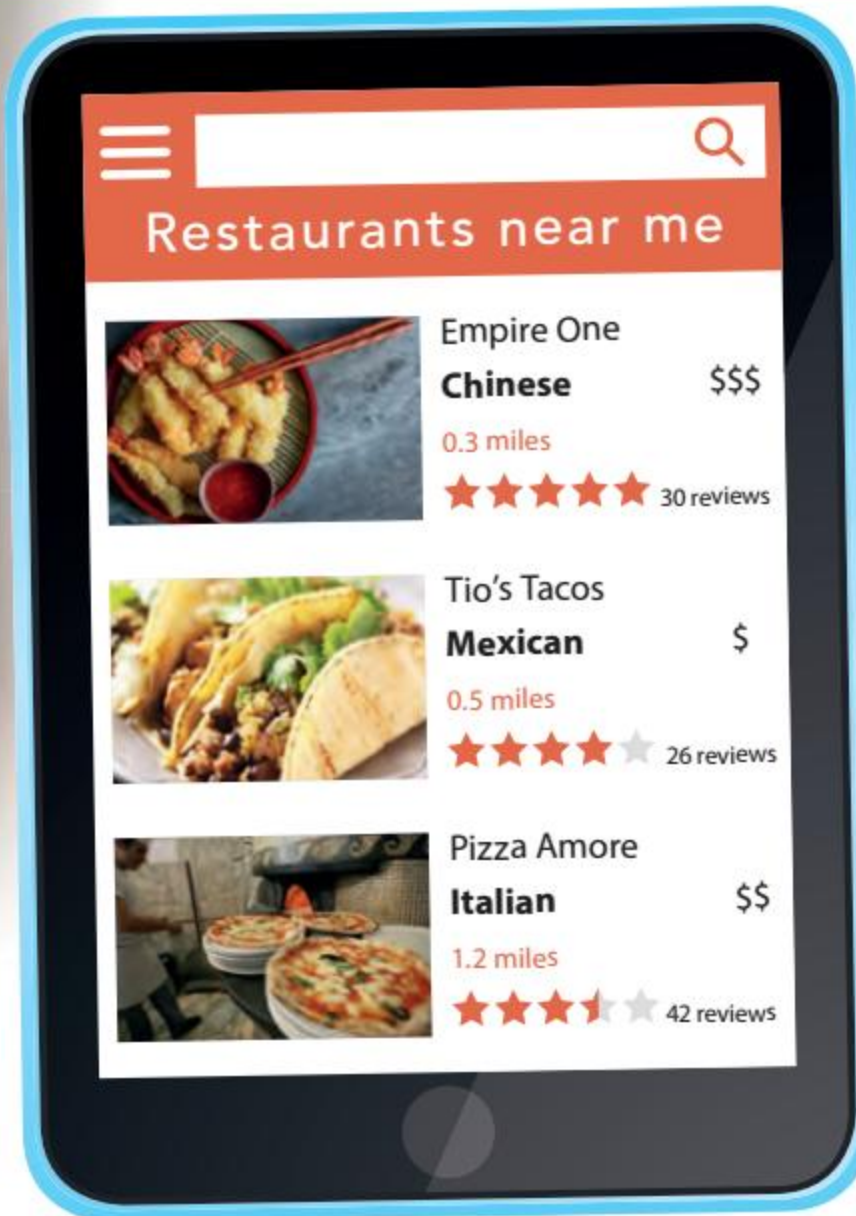 Restaurants near me
Empire One
Chinese $$$
0.3 miles
30 reviews
Tio's Tacos
Mexican $
0.5 miles
26 reviews
Pizza Amore
Italian $$
1.2 miles
42 reviews